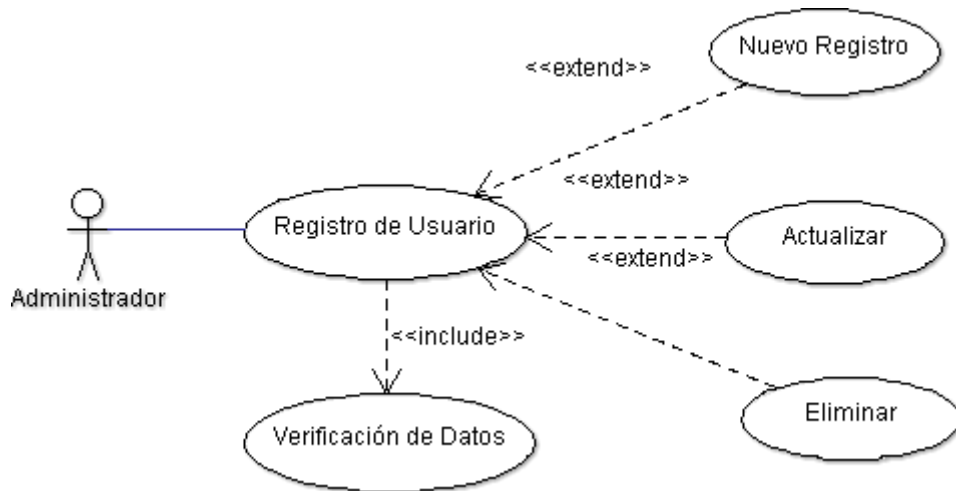 Nuevo Registro
<<extend>>
<<extend>>
Registro de Usuario
Actualizar
<<extend>>
Administrador
<<include>>
Eliminar
Verificación de Datos